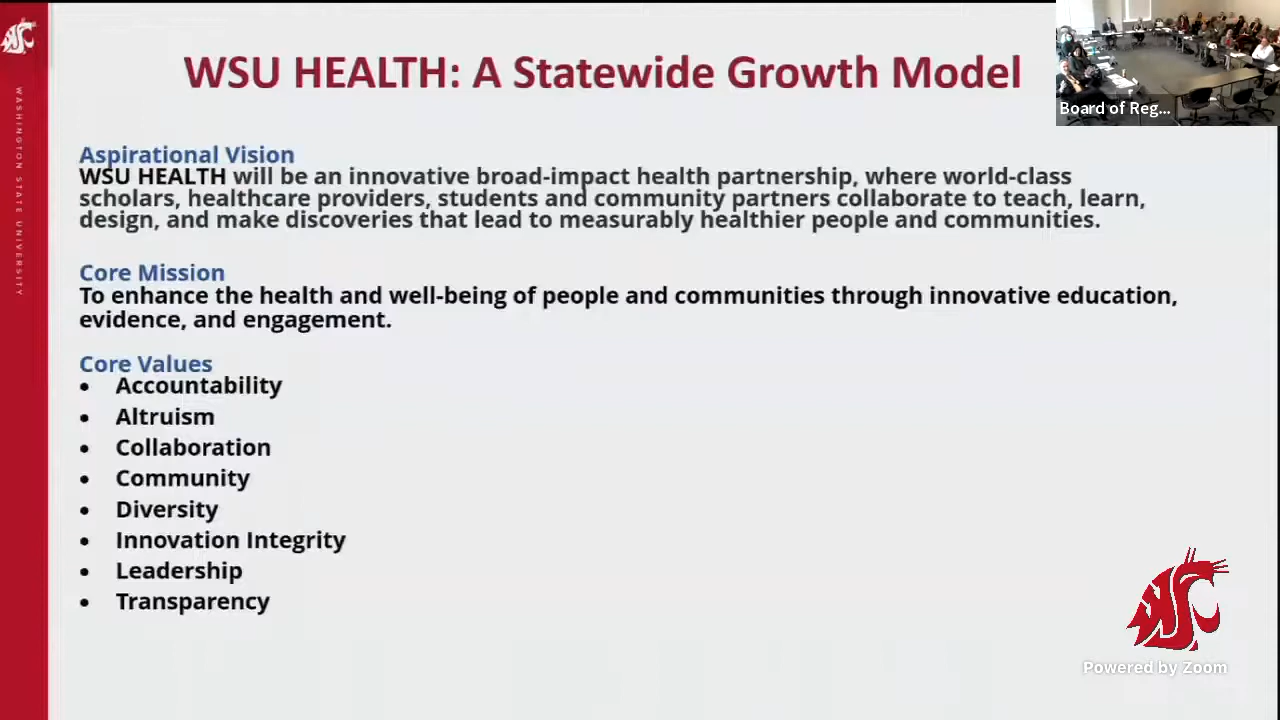 WSU HEALTH: A Statewide Growth Model
Board of Reg...
WASHINGTON STATE UNIVERSITY
Aspirational Vision
WSU HEALTH will be an innovative broad-impact health partnership, where world-class
scholars, healthcare providers, students and community partners collaborate to teach, learn,
design, and make discoveries that lead to measurably healthier people and communities.
Core Mission
To enhance the health and well-being of people and communities through innovative education,
evidence, and engagement.
Core Values
• Accountability
• Altruism
• Collaboration
• Community
• Diversity
• Innovation Integrity
• Leadership
• Transparency
Powered by Zoom